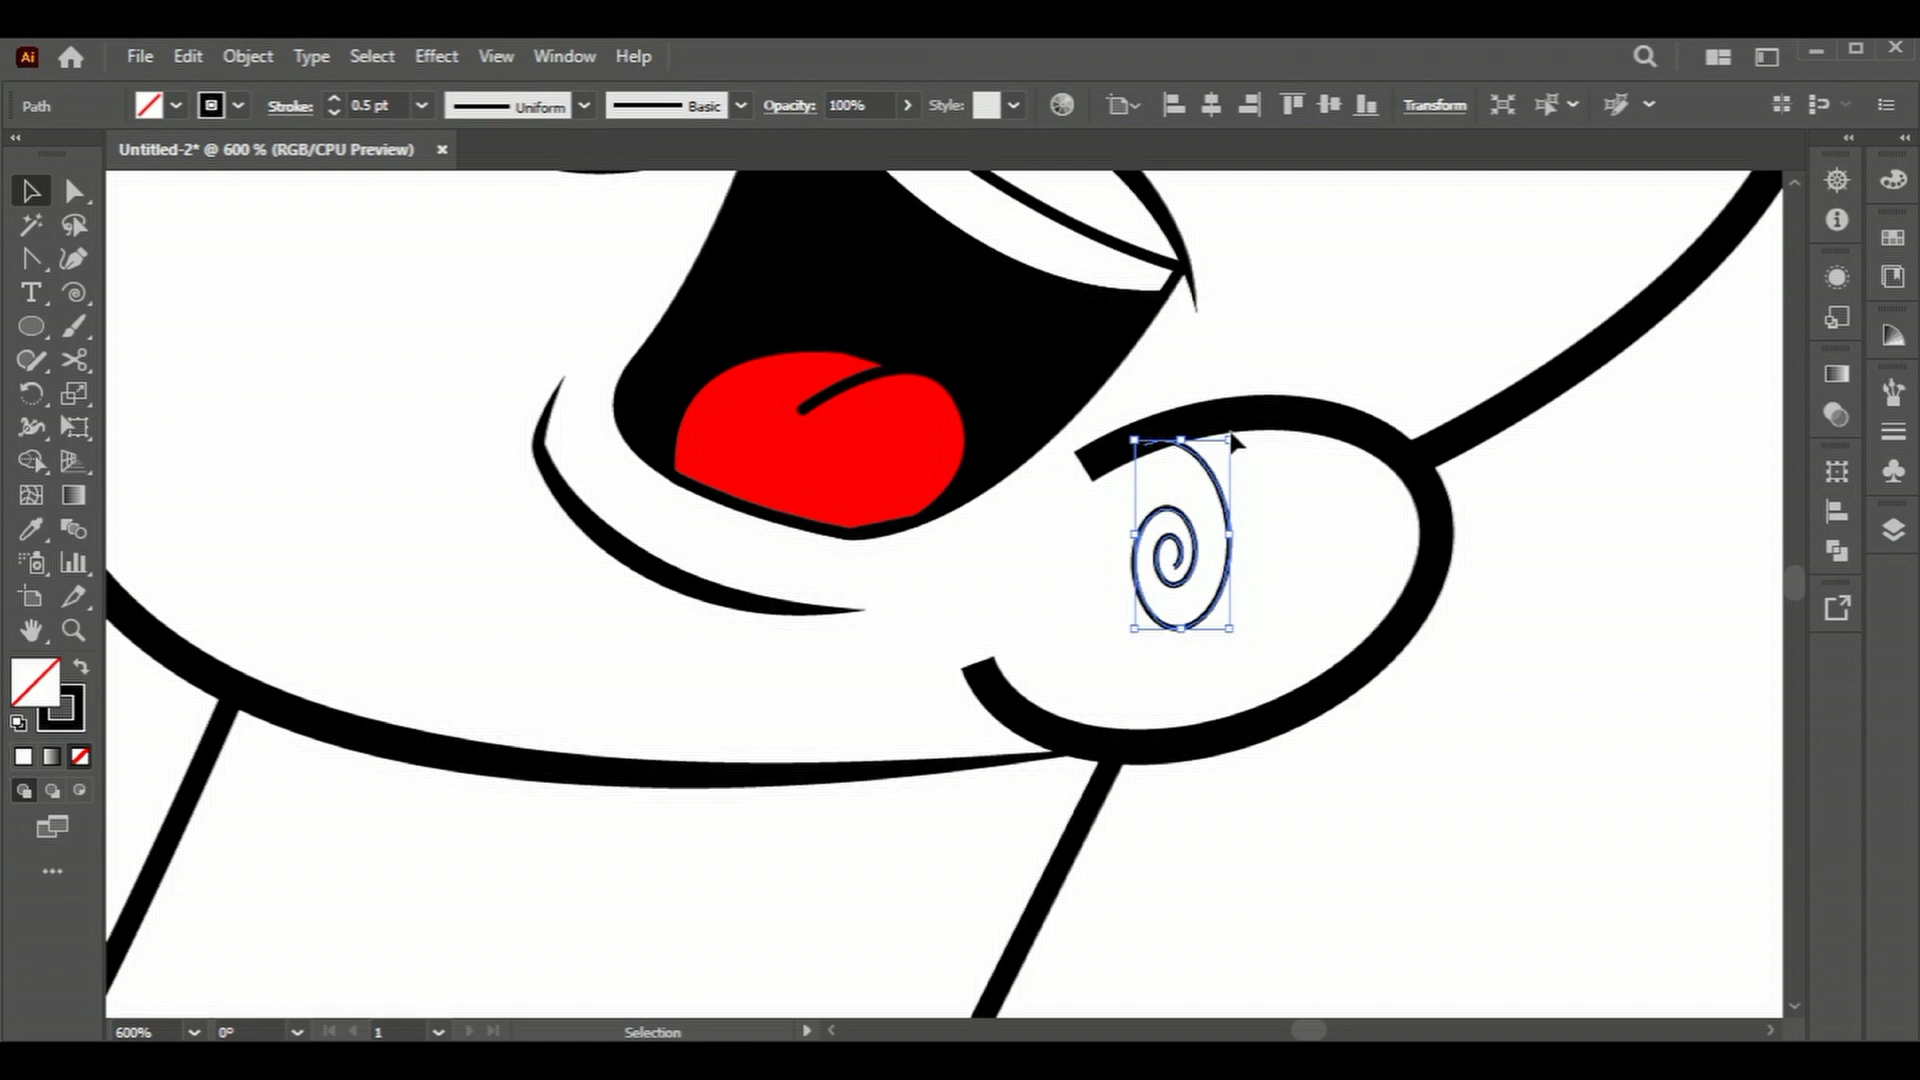 Ai File Edit Object Type Select Effect View Window Help
Path Stroke: 0.5 pt Uniform Basic Opacity: 100% Style: Transform
Untitled-2* @ 600 % (RGB/CPU Preview)
600% 0° 1 Selection